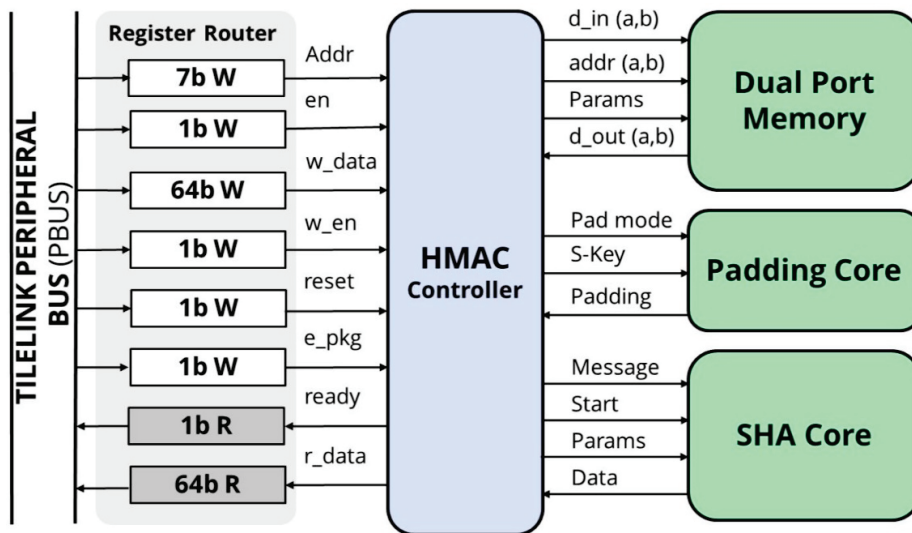 TILELINK PERIPHERAL
BUS (PBUS)
Register Router
7b W
1b W
64b W
1b W
1b W
1b W
1b R
64b R
Addr
en
w_data
w_en
reset
e_pkg
ready
r_data
HMAC
Controller
d_in (a,b)
addr (a,b)
Params
d_out (a,b)
Pad mode
S-Key
Padding
Message
Start
Params
Data
Dual Port
Memory
Padding Core
SHA Core